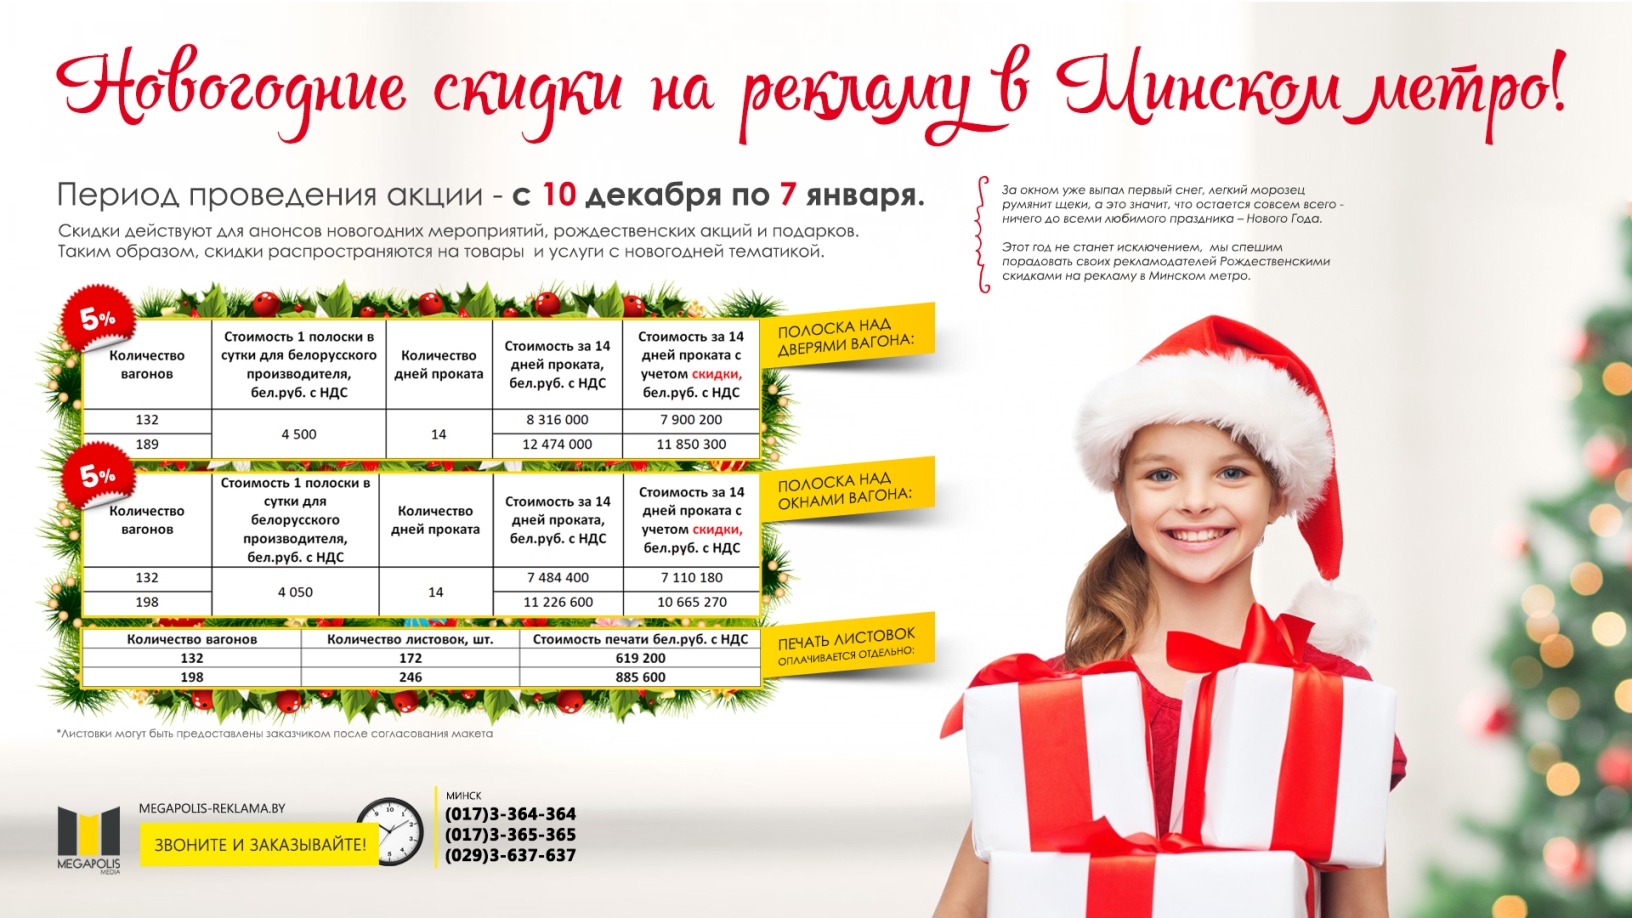 Новогодние скидки на рекламу в Минском метро!
Период проведения акции - с 10 декабря по 7 января.
Скидки действуют для анонсов новогодних мероприятий, рождественских акций и подарков.
Таким образом, скидки распространяются на товары и услуги с новогодней тематикой.
За окном уже выпал первый снег, легкий морозец
румянит щеки, а это значит, что остается совсем всего -
ничего до всеми любимого праздника – Нового Года.
Этот год не станет исключением, мы спешим
порадовать своих рекламодателей Рождественскими
скидками на рекламу в Минском метро.
5%
ПОЛОСКА НАД
ДВЕРЯМИ ВАГОНА:
Количество
вагонов
Стоимость 1 полоски в
сутки для белорусского
производителя,
бел.руб. с НДС
Количество
дней проката
Стоимость за 14
дней проката,
бел.руб. с НДС
Стоимость за 14
дней проката с
учетом скидки,
бел.руб. с НДС
132
4 500
14
8 316 000
7 900 200
189
12 474 000
11 850 300
5%
ПОЛОСКА НАД
ОКНАМИ ВАГОНА:
Количество
вагонов
Стоимость 1 полоски в
сутки для
белорусского
производителя,
бел.руб. с НДС
Количество
дней проката
Стоимость за 14
дней проката,
бел.руб. с НДС
Стоимость за 14
дней проката с
учетом скидки,
бел.руб. с НДС
132
4 050
14
7 484 400
7 110 180
198
11 226 600
10 665 270
ПЕЧАТЬ ЛИСТОВОК
ОПЛАЧИВАЕТСЯ ОТДЕЛЬНО:
Количество вагонов Количество листовок, шт. Стоимость печати бел.руб. с НДС
132 172 619 200
198 246 885 600
*Листовки могут быть предоставлены заказчиком после согласования макета
MEGAPOLIS
MEDIA
MEGAPOLIS-REKLAMA.BY
ЗВОНИТЕ И ЗАКАЗЫВАЙТЕ!
МИНСК
(017)3-364-364
(017)3-365-365
(029)3-637-637